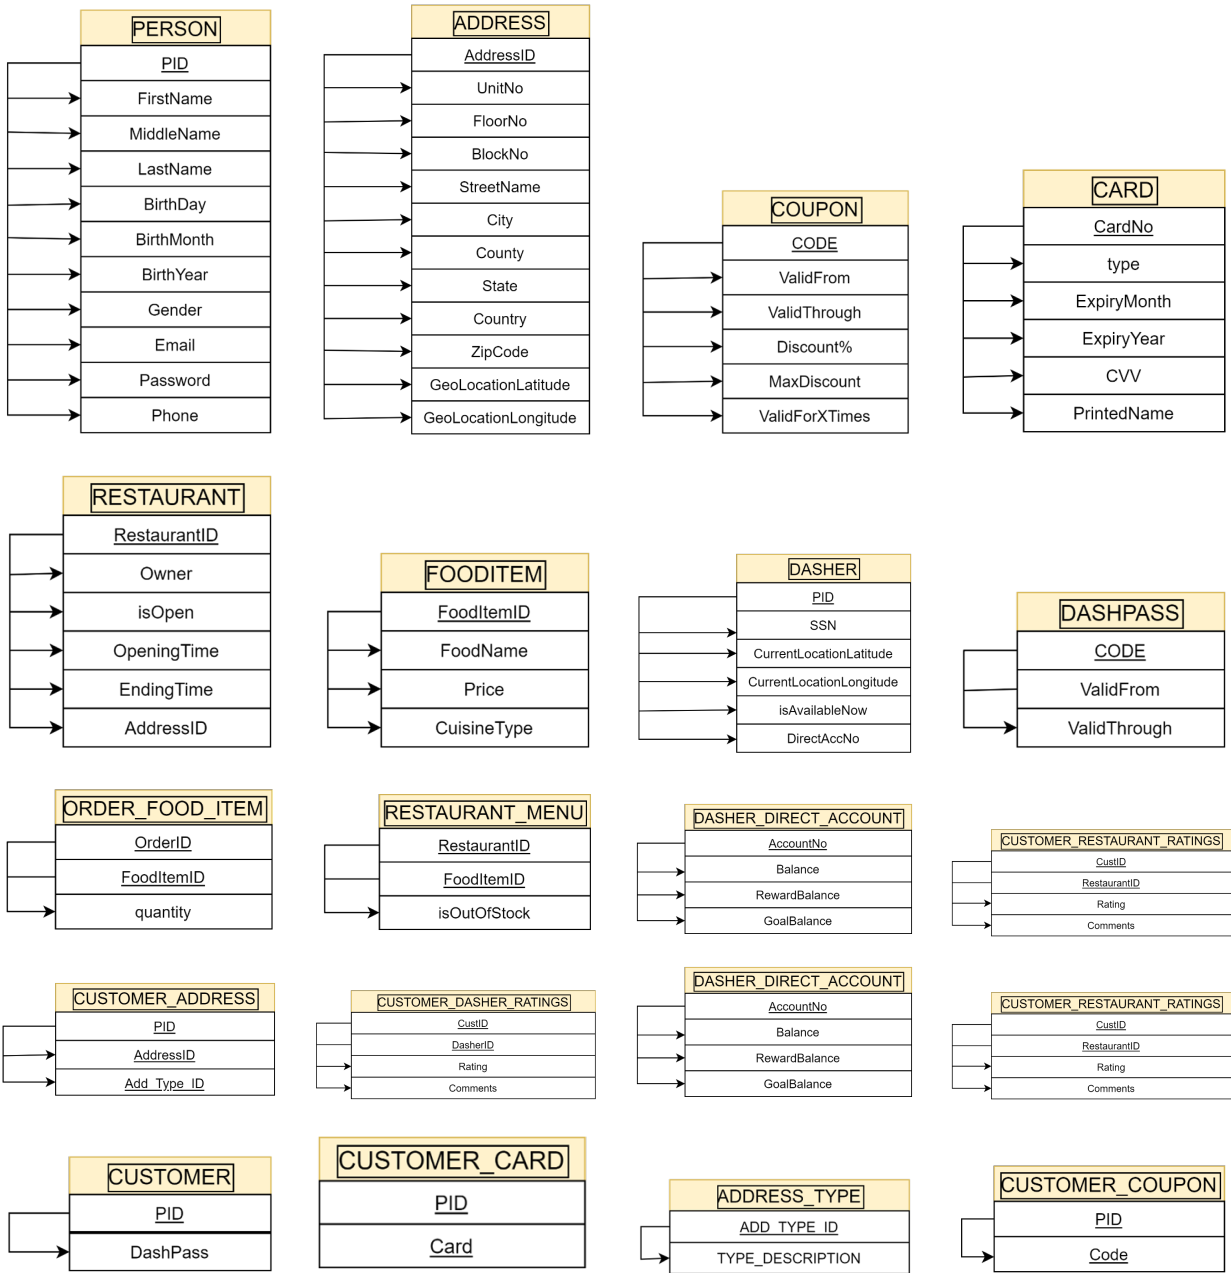 PERSON
PID
FirstName
MiddleName
LastName
BirthDay
BirthMonth
BirthYear
Gender
Email
Password
Phone
ADDRESS
AddressID
UnitNo
FloorNo
BlockNo
StreetName
City
County
State
Country
ZipCode
GeoLocationLatitude
GeoLocationLongitude
COUPON
CODE
ValidFrom
ValidThrough
Discount%
MaxDiscount
ValidForXTimes
CARD
CardNo
type
ExpiryMonth
ExpiryYear
CVV
PrintedName
RESTAURANT
RestaurantID
Owner
isOpen
OpeningTime
EndingTime
AddressID
FOODITEM
FoodItemID
FoodName
Price
CuisineType
DASHER
PID
SSN
CurrentLocationLatitude
CurrentLocationLongitude
isAvailableNow
DirectAccNo
DASHPASS
CODE
ValidFrom
ValidThrough
ORDER_FOOD_ITEM
OrderID
FoodItemID
quantity
RESTAURANT_MENU
RestaurantID
FoodItemID
isOutOfStock
DASHER_DIRECT_ACCOUNT
AccountNo
Balance
RewardBalance
GoalBalance
CUSTOMER_RESTAURANT_RATINGS
CustID
RestaurantID
Rating
Comments
CUSTOMER_ADDRESS
PID
AddressID
Add_Type_ID
CUSTOMER_DASHER_RATINGS
CustID
DasherID
Rating
Comments
DASHER_DIRECT_ACCOUNT
AccountNo
Balance
RewardBalance
GoalBalance
CUSTOMER_RESTAURANT_RATINGS
CustID
RestaurantID
Rating
Comments
CUSTOMER
PID
DashPass
CUSTOMER_CARD
PID
Card
ADDRESS_TYPE
ADD_TYPE_ID
TYPE_DESCRIPTION
CUSTOMER_COUPON
PID
Code